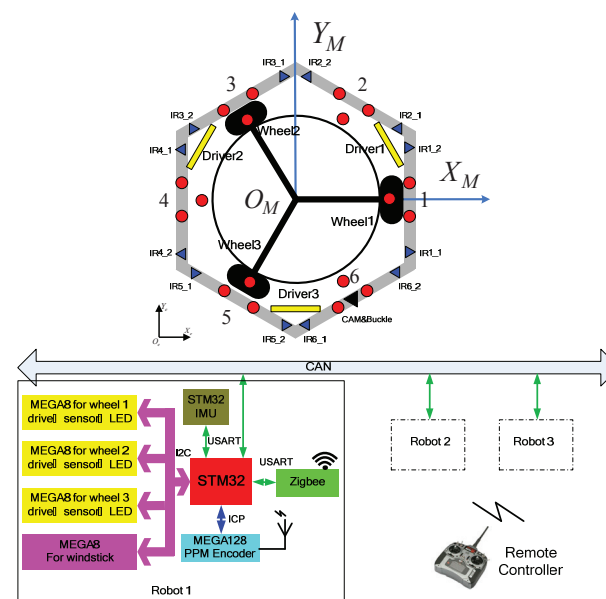 Y_M
IR3_1
IR2_2
3
2
IR3_2
IR2_1
Wheel2
IR4_1
Driver2
Driver1
IR1_2
X_M
4
O_M
1
Wheel1
Wheel3
IR4_2
IR1_1
IR5_1
6
IR6_2
Driver3
5
CAM&Buckle
IR5_2
IR6_1
CAN
MEGA8 for wheel 1
drive▯ sensor▯ LED
STM32
IMU
USART
MEGA8 for wheel 2
drive▯ sensor▯ LED
I2C
STM32
USART
Zigbee
MEGA8 for wheel 3
drive▯ sensor▯ LED
ICP
MEGA8
For windstick
MEGA128
PPM Encoder
Robot 1
Robot 2
Robot 3
Remote
Controller